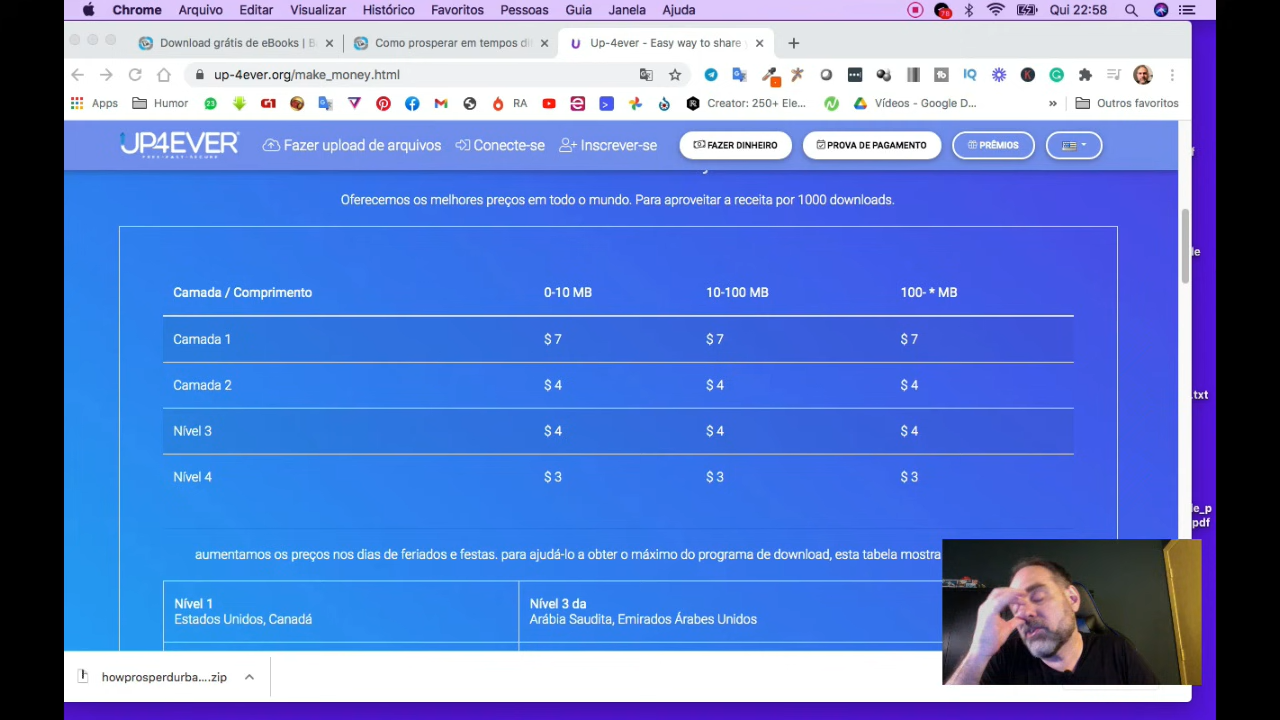 Chrome Arquivo Editar Visualizar Histórico Favoritos Pessoas Guia Janela Ajuda 78 Qui 22:58
Download grátis de eBooks | B
Como prosperar em tempos di
Up-4ever - Easy way to share
up-4ever.org/make_money.html
Apps Humor 23 G1 RA Creator: 250+ Ele... Vídeos - Google D... » Outros favoritos
UP4EVER
Fazer upload de arquivos Conecte-se Inscrever-se FAZER DINHEIRO PROVA DE PAGAMENTO PRÊMIOS
Oferecemos os melhores preços em todo o mundo. Para aproveitar a receita por 1000 downloads.
Camada / Comprimento 0-10 MB 10-100 MB 100- * MB
Camada 1 $ 7 $ 7 $ 7
Camada 2 $ 4 $ 4 $ 4
Nível 3 $ 4 $ 4 $ 4
Nível 4 $ 3 $ 3 $ 3
.txt
pdf
aumentamos os preços nos dias de feriados e festas. para ajudá-lo a obter o máximo do programa de download, esta tabela mostra
Nível 1
Estados Unidos, Canadá
Nível 3 da
Arábia Saudita, Emirados Árabes Unidos
howprosperdurba....zip